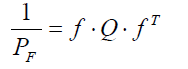 1/P_F = f · Q · f^T